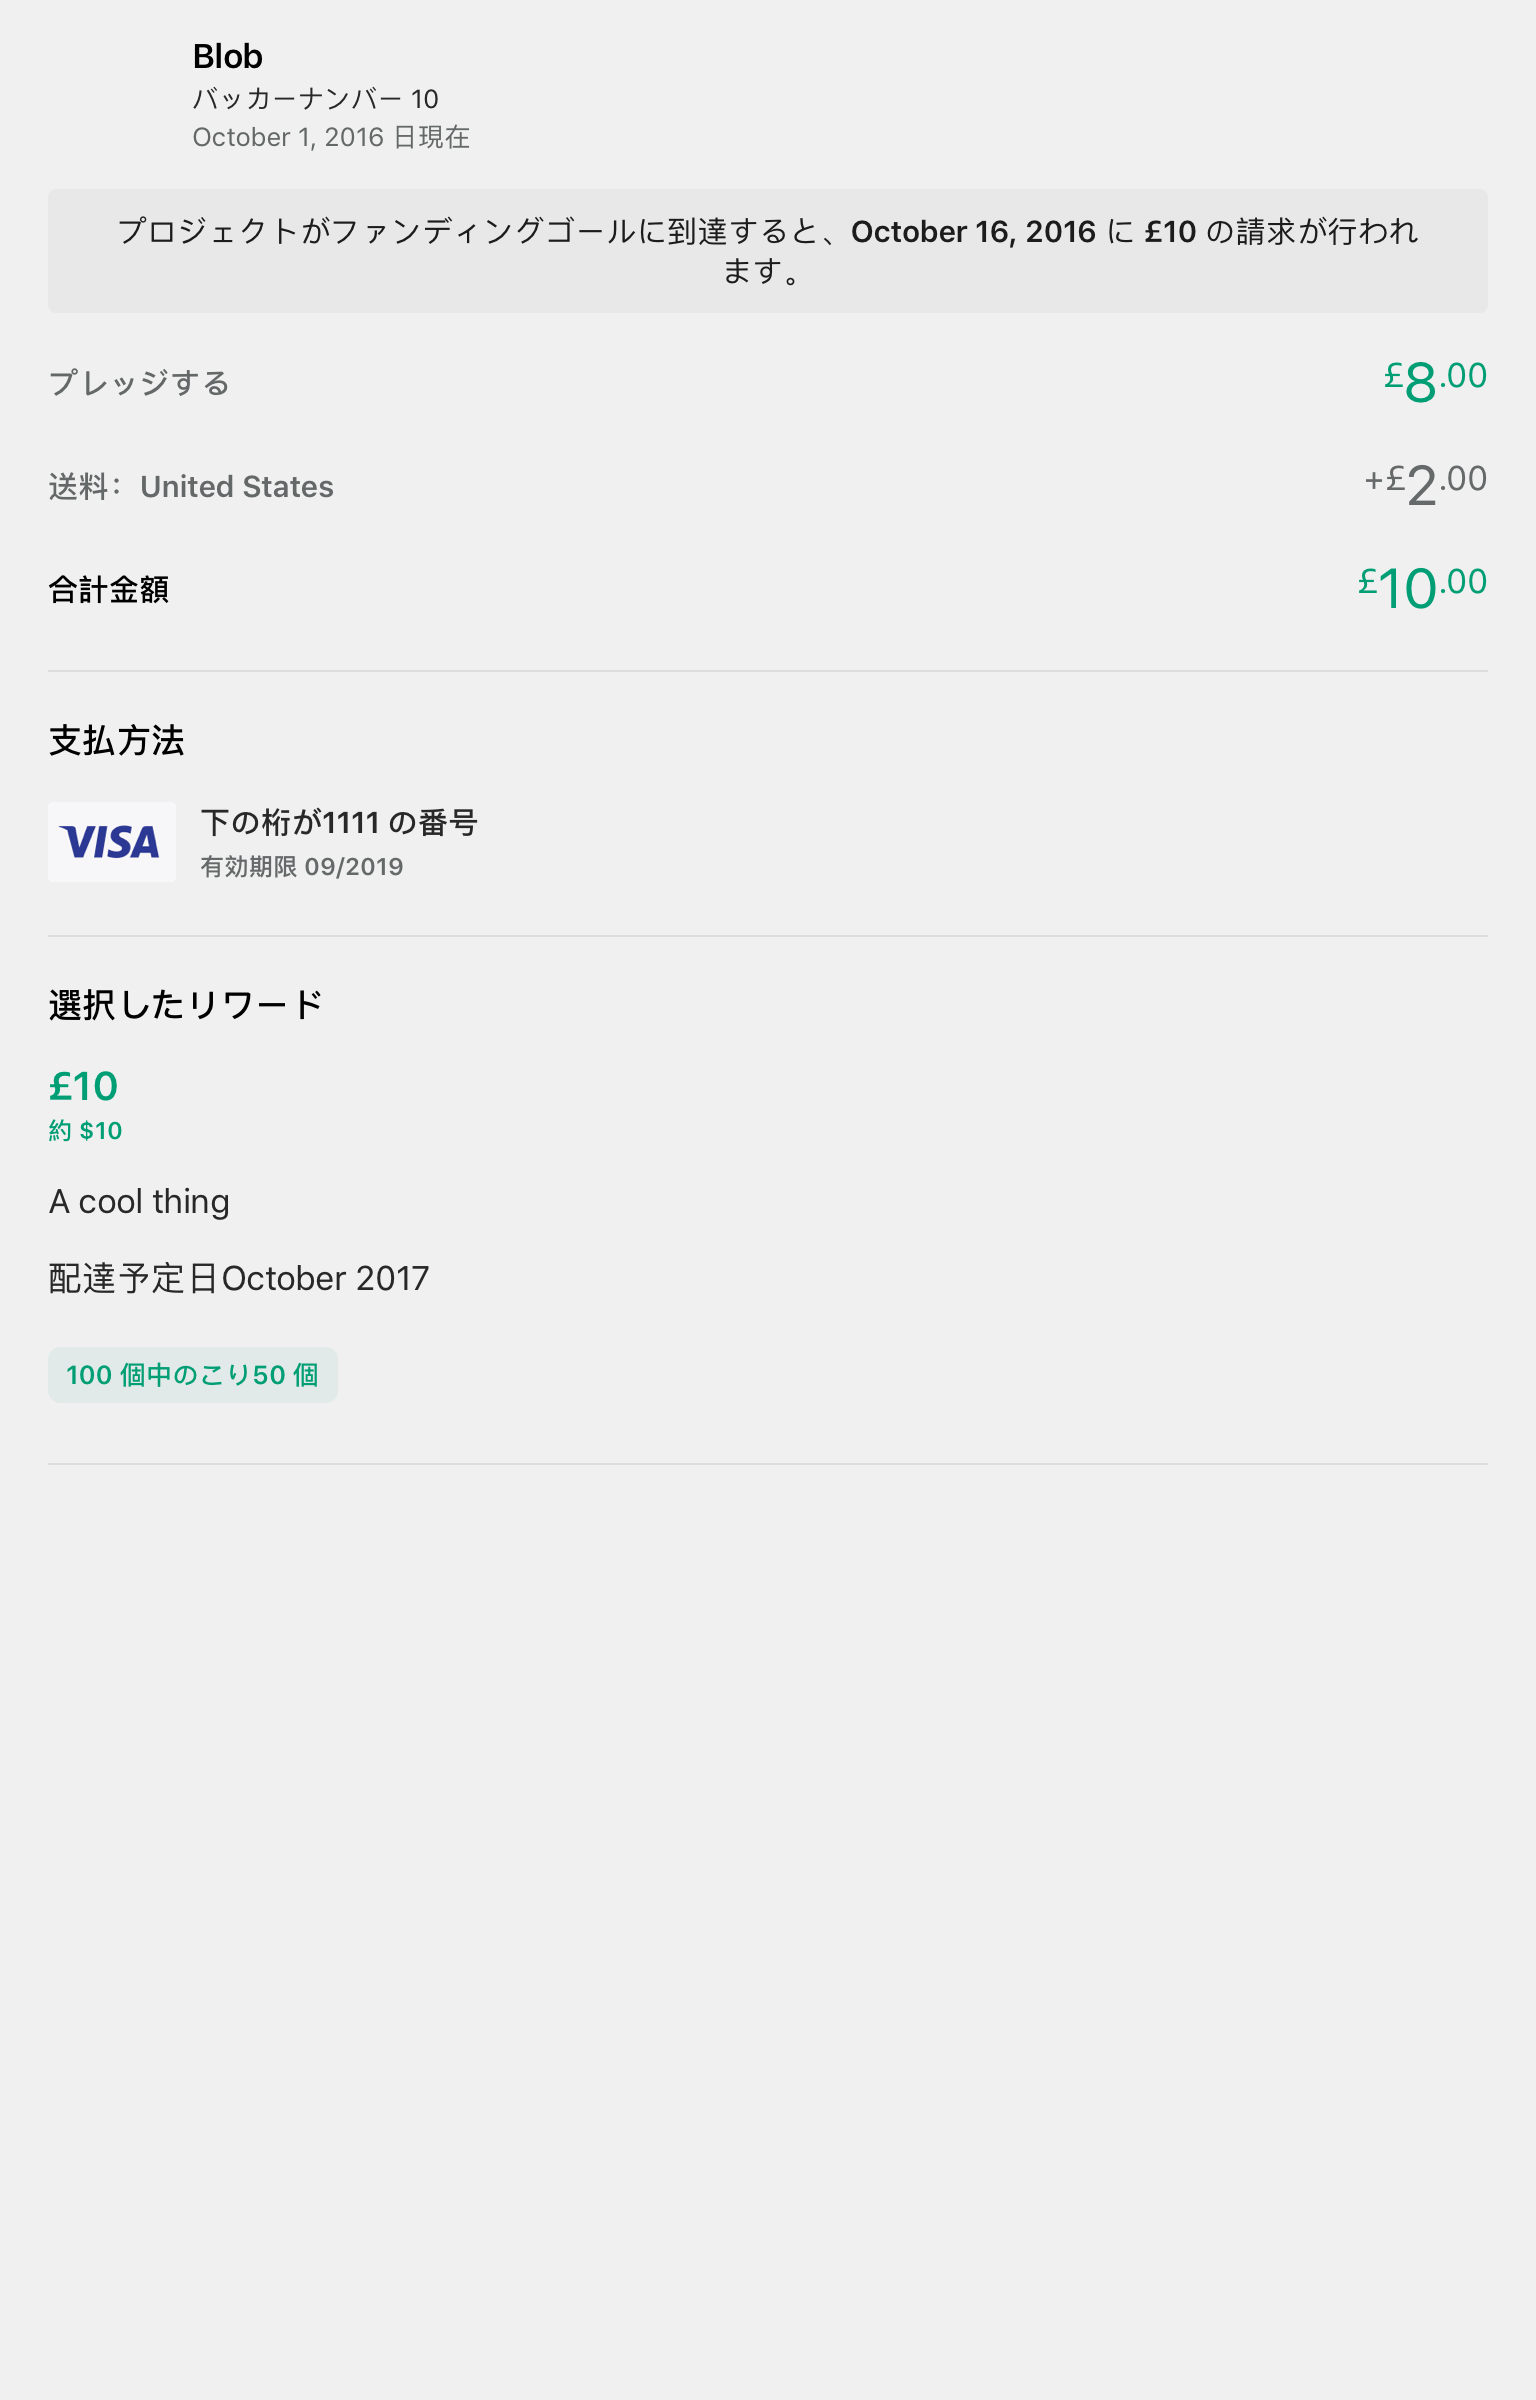 Blob
バッカーナンバー 10
October 1, 2016 日現在
プロジェクトがファンディングゴールに到達すると、October 16, 2016 に £10 の請求が行われ
ます。
プレッジする £8.00
送料： United States +£2.00
合計金額 £10.00
支払方法
VISA 下の桁が1111 の番号
有効期限 09/2019
選択したリワード
£10
約 $10
A cool thing
配達予定日October 2017
100 個中のこり50 個